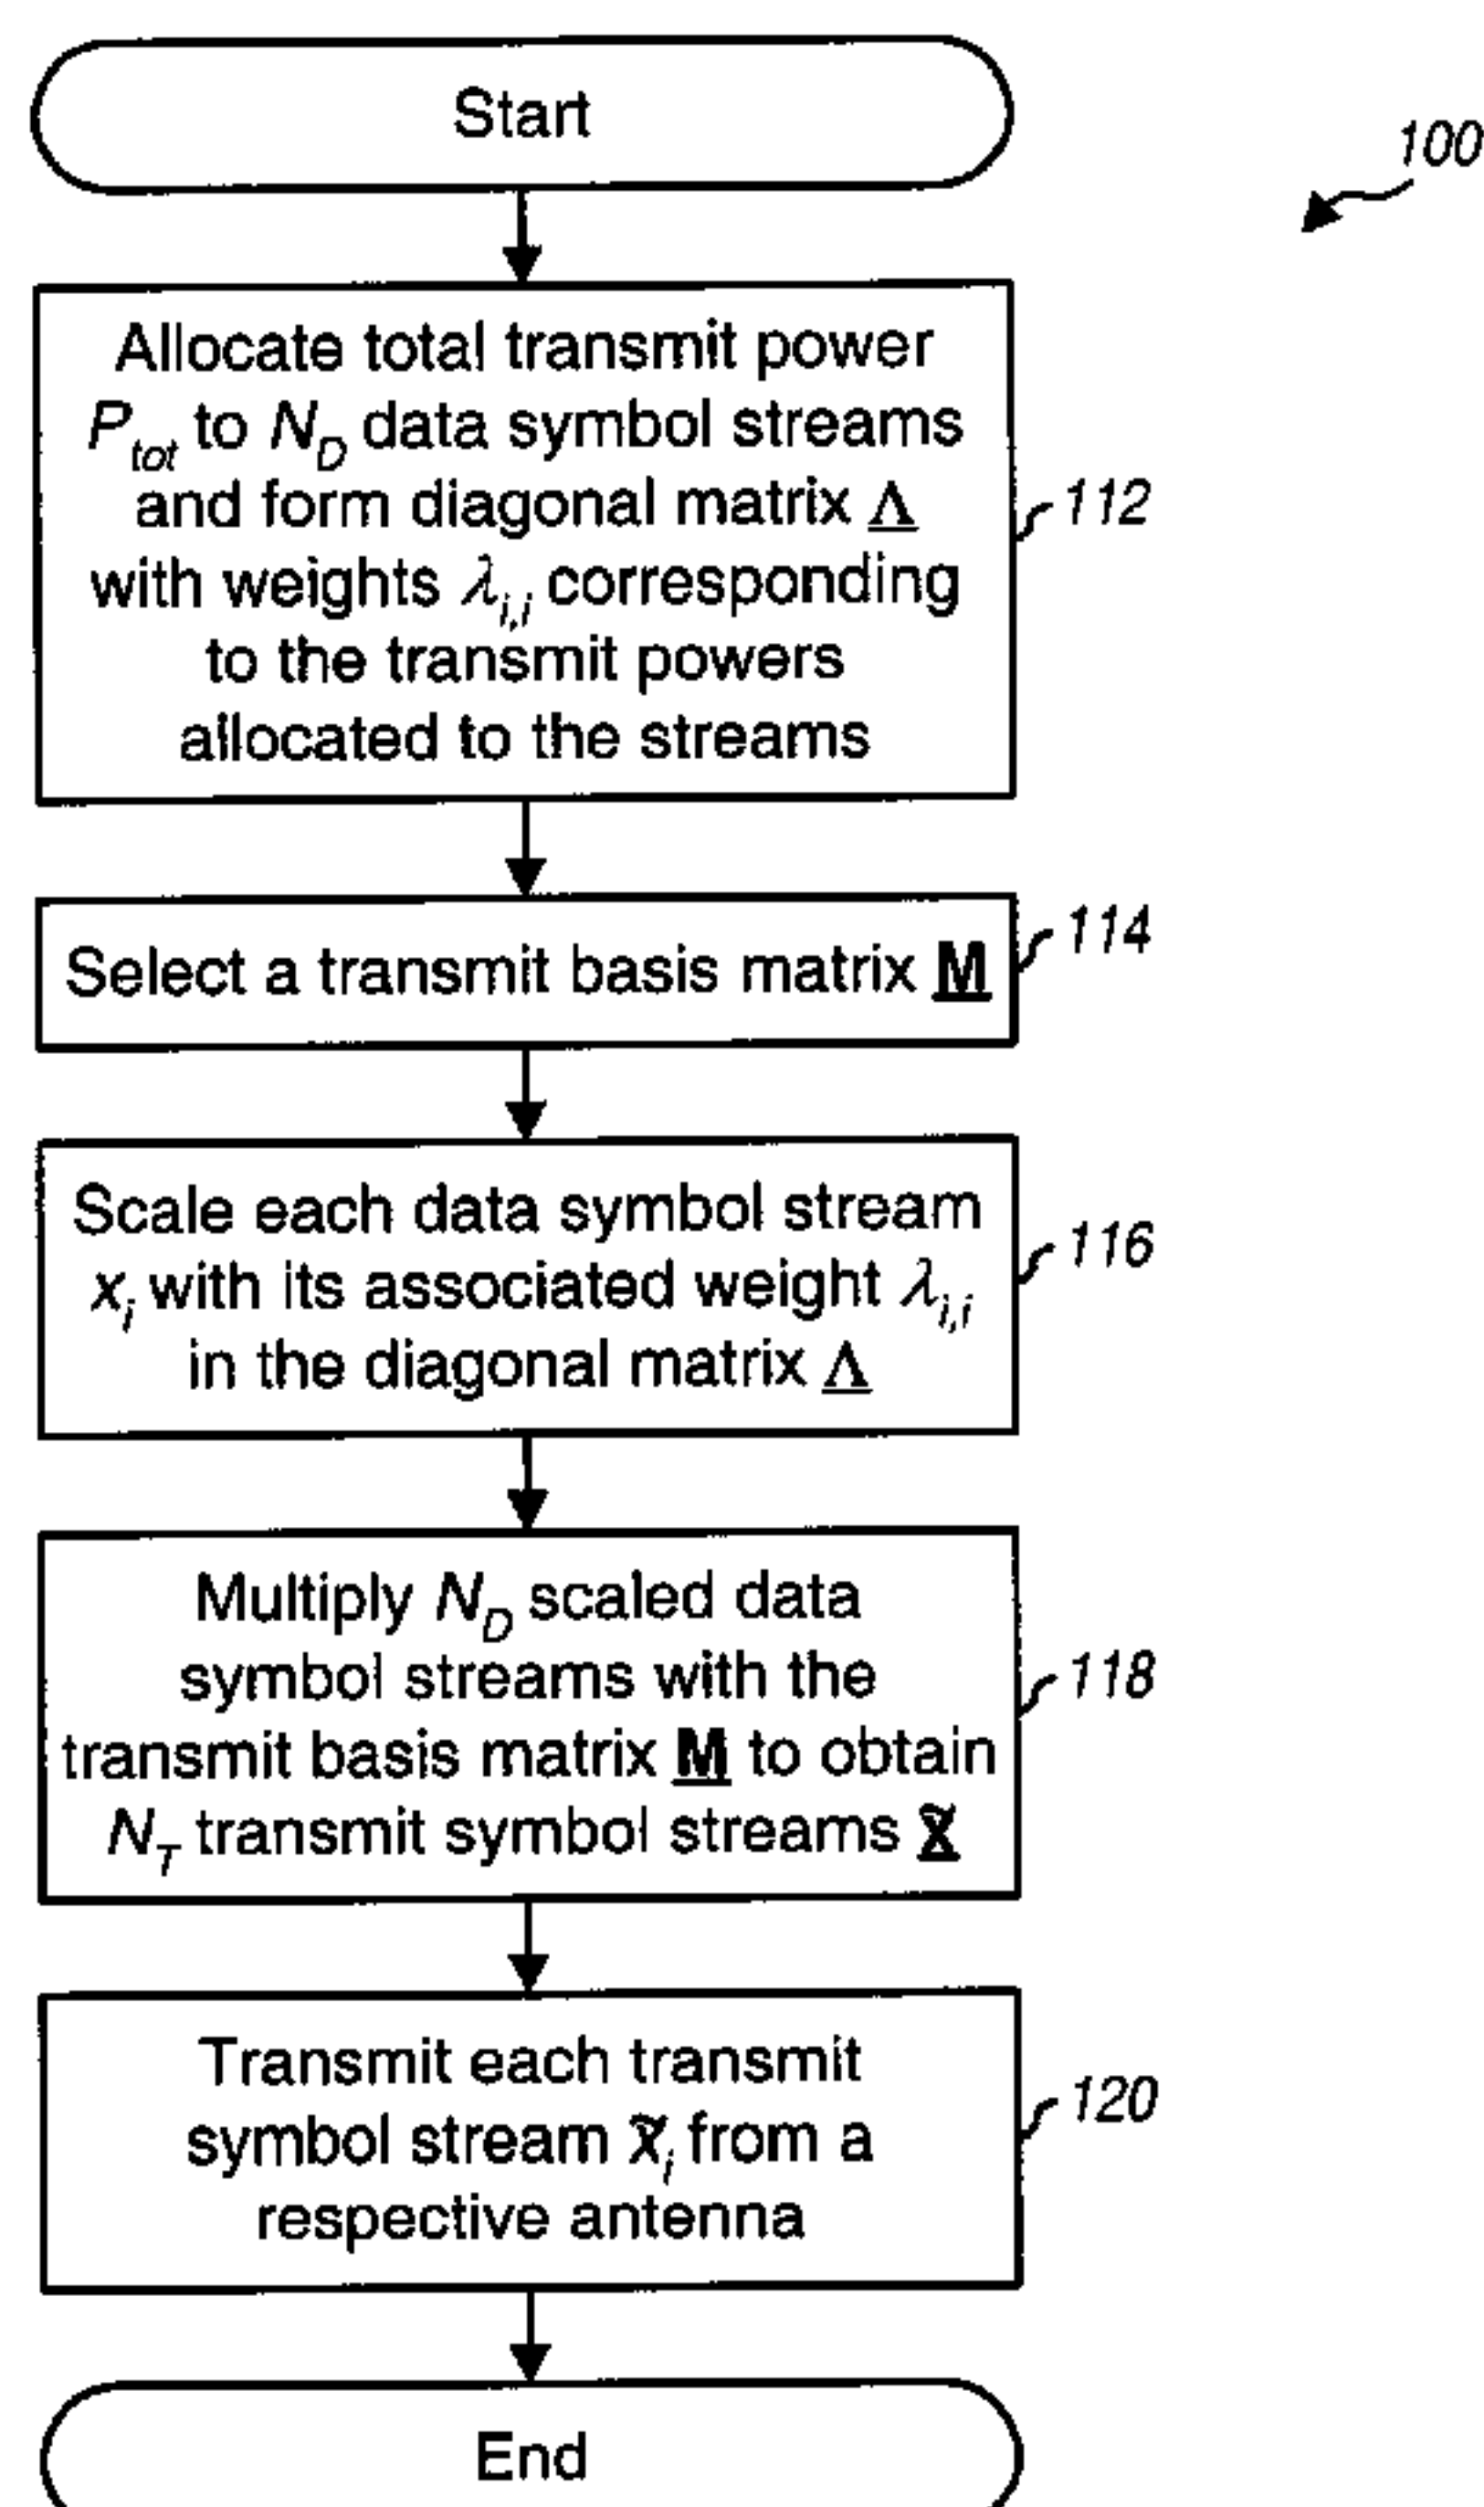 Start
100
Allocate total transmit power
P_tot to N_D data symbol streams
and form diagonal matrix Λ
with weights λ_i,i corresponding
to the transmit powers
allocated to the streams
112
Select a transmit basis matrix M
114
Scale each data symbol stream
x_i with its associated weight λ_i,i
in the diagonal matrix Λ
116
Multiply N_D scaled data
symbol streams with the
transmit basis matrix M to obtain
N_T transmit symbol streams x̃
118
Transmit each transmit
symbol stream x̃_i from a
respective antenna
120
End